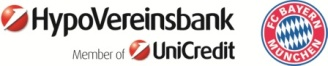 HypoVereinsbank
Member of UniCredit
FC BAYERN
MÜNCHEN